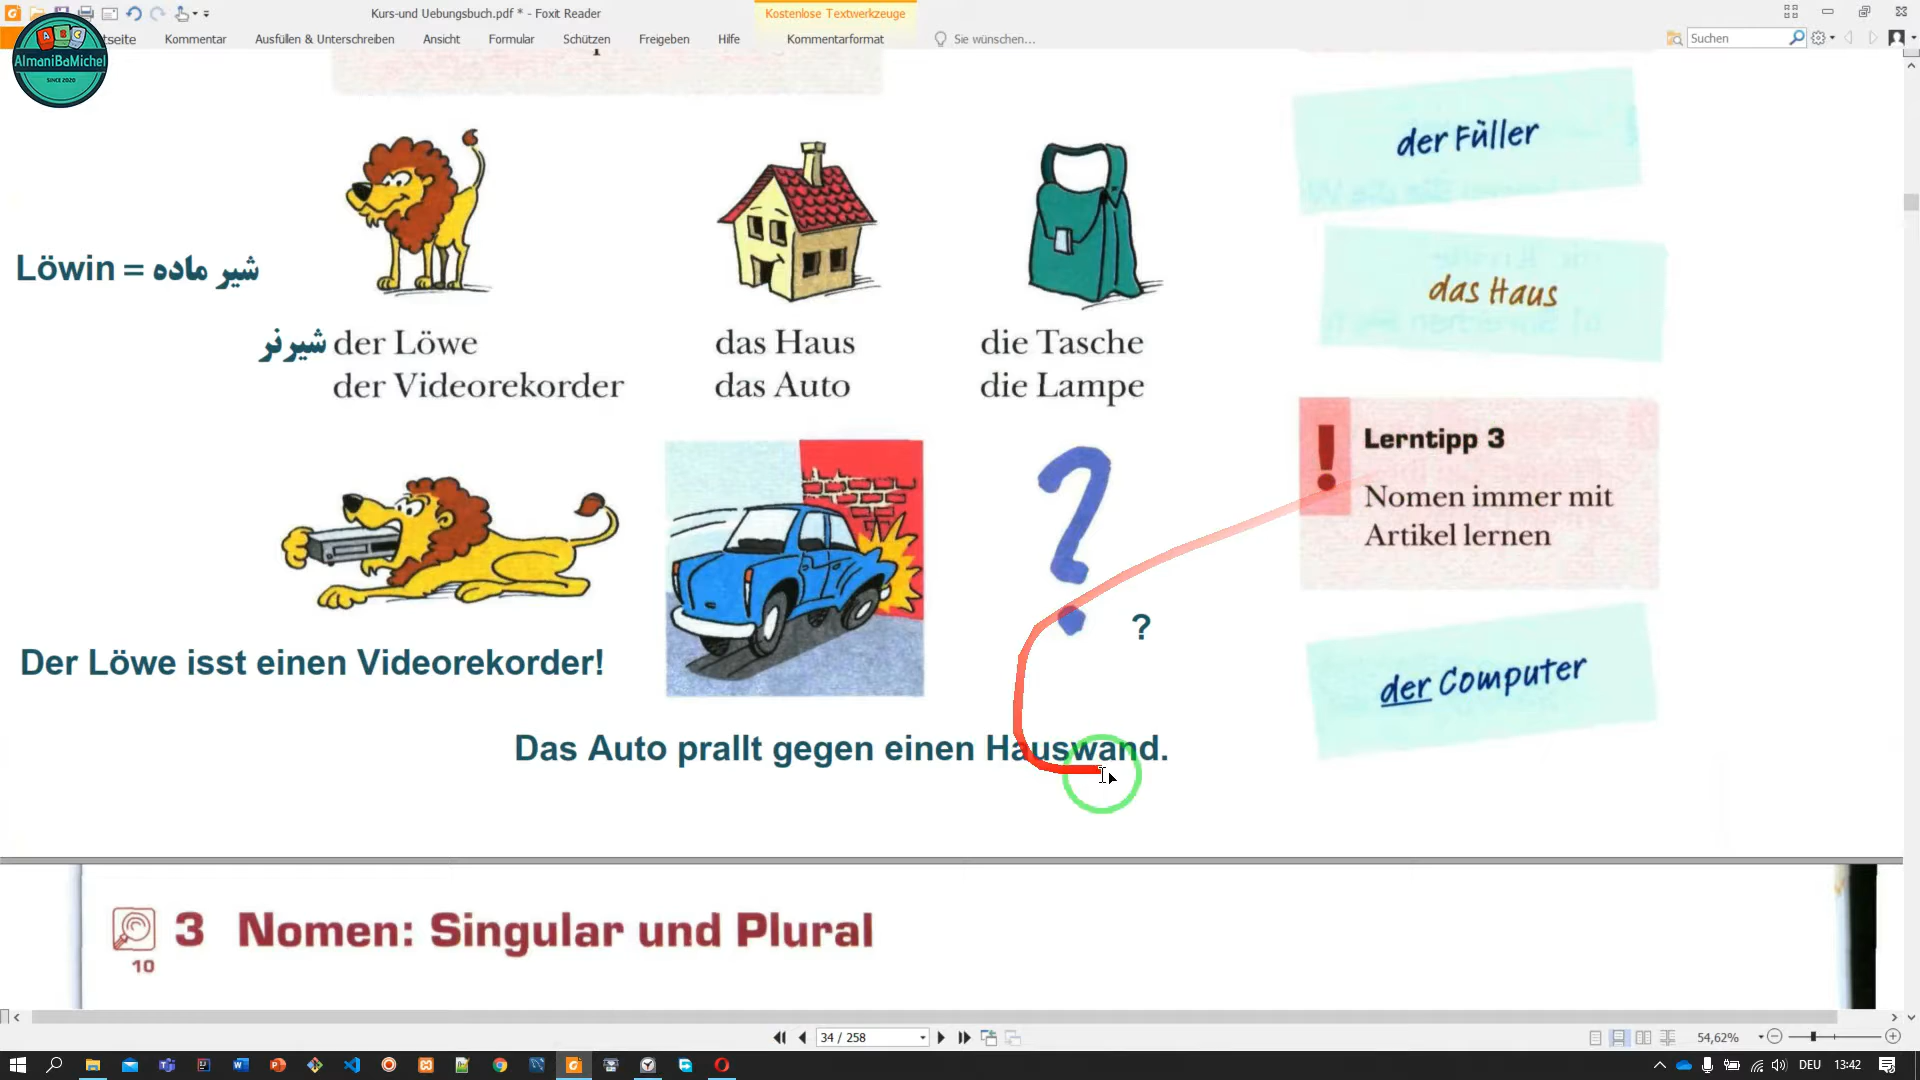 Kurs-und Uebungsbuch.pdf * - Foxit Reader
Kostenlose Textwerkzeuge
Kommentar
Ausfüllen & Unterschreiben
Ansicht
Formular
Schützen
Freigeben
Hilfe
Kommentarformat
Sie wünschen...
Suchen
A B C
AlmaniBaMichel
SINCE 2020
der Füller
das Haus
Löwin = شیر ماده
شیرنر
der Löwe
der Videorekorder
das Haus
das Auto
die Tasche
die Lampe
!
Lerntipp 3
Nomen immer mit
Artikel lernen
?
?
Der Löwe isst einen Videorekorder!
der Computer
Das Auto prallt gegen einen Hauswand.
3 Nomen: Singular und Plural
10
34 / 258
54,62%
DEU
13:42